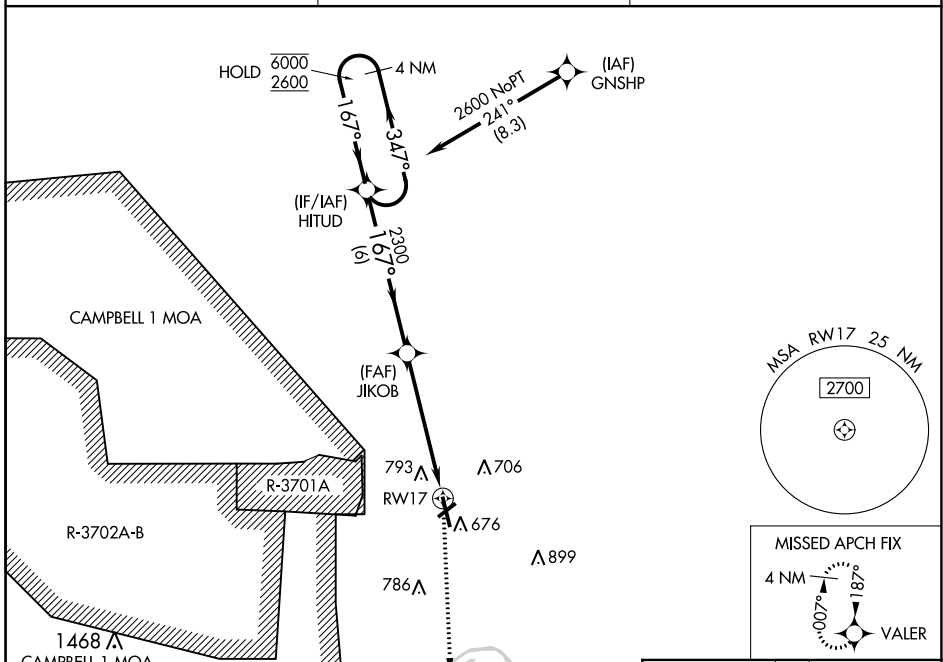 HOLD 6000
2600
4 NM
(IAF)
GNSHP
2600 NoPT
241°
(8.3)
167°
347°
(IF/IAF)
HITUD
2300
167°
(6)
CAMPBELL 1 MOA
(FAF)
JIKOB
MSA RW17 25 NM
2700
793
706
R-3701A
RW17
676
R-3702A-B
899
786
MISSED APCH FIX
4 NM
187°
007°
VALER
1468
CAMPBELL 1 MOA